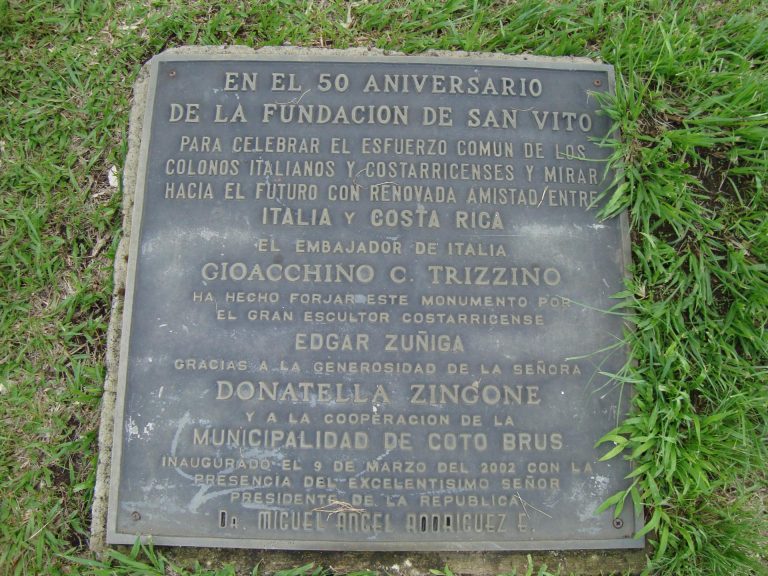 EN EL 50 ANIVERSARIO
DE LA FUNDACION DE SAN VITO
PARA CELEBRAR EL ESFUERZO COMUN DE LOS
COLONOS ITALIANOS Y COSTARRICENSES Y MIRAR
HACIA EL FUTURO CON RENOVADA AMISTAD ENTRE
ITALIA Y COSTA RICA
EL EMBAJADOR DE ITALIA
GIOACCHINO C. TRIZZINO
HA HECHO FORJAR ESTE MONUMENTO POR
EL GRAN ESCULTOR COSTARRICENSE
EDGAR ZUÑIGA
GRACIAS A LA GENEROSIDAD DE LA SEÑORA
DONATELLA ZINGONE
Y A LA COOPERACION DE LA
MUNICIPALIDAD DE COTO BRUS
INAUGURADO EL 9 DE MARZO DEL 2002 CON LA
PRESENCIA DEL EXCELENTISIMO SEÑOR
PRESIDENTE DE LA REPUBLICA
DR. MIGUEL ANGEL RODRIGUEZ E.